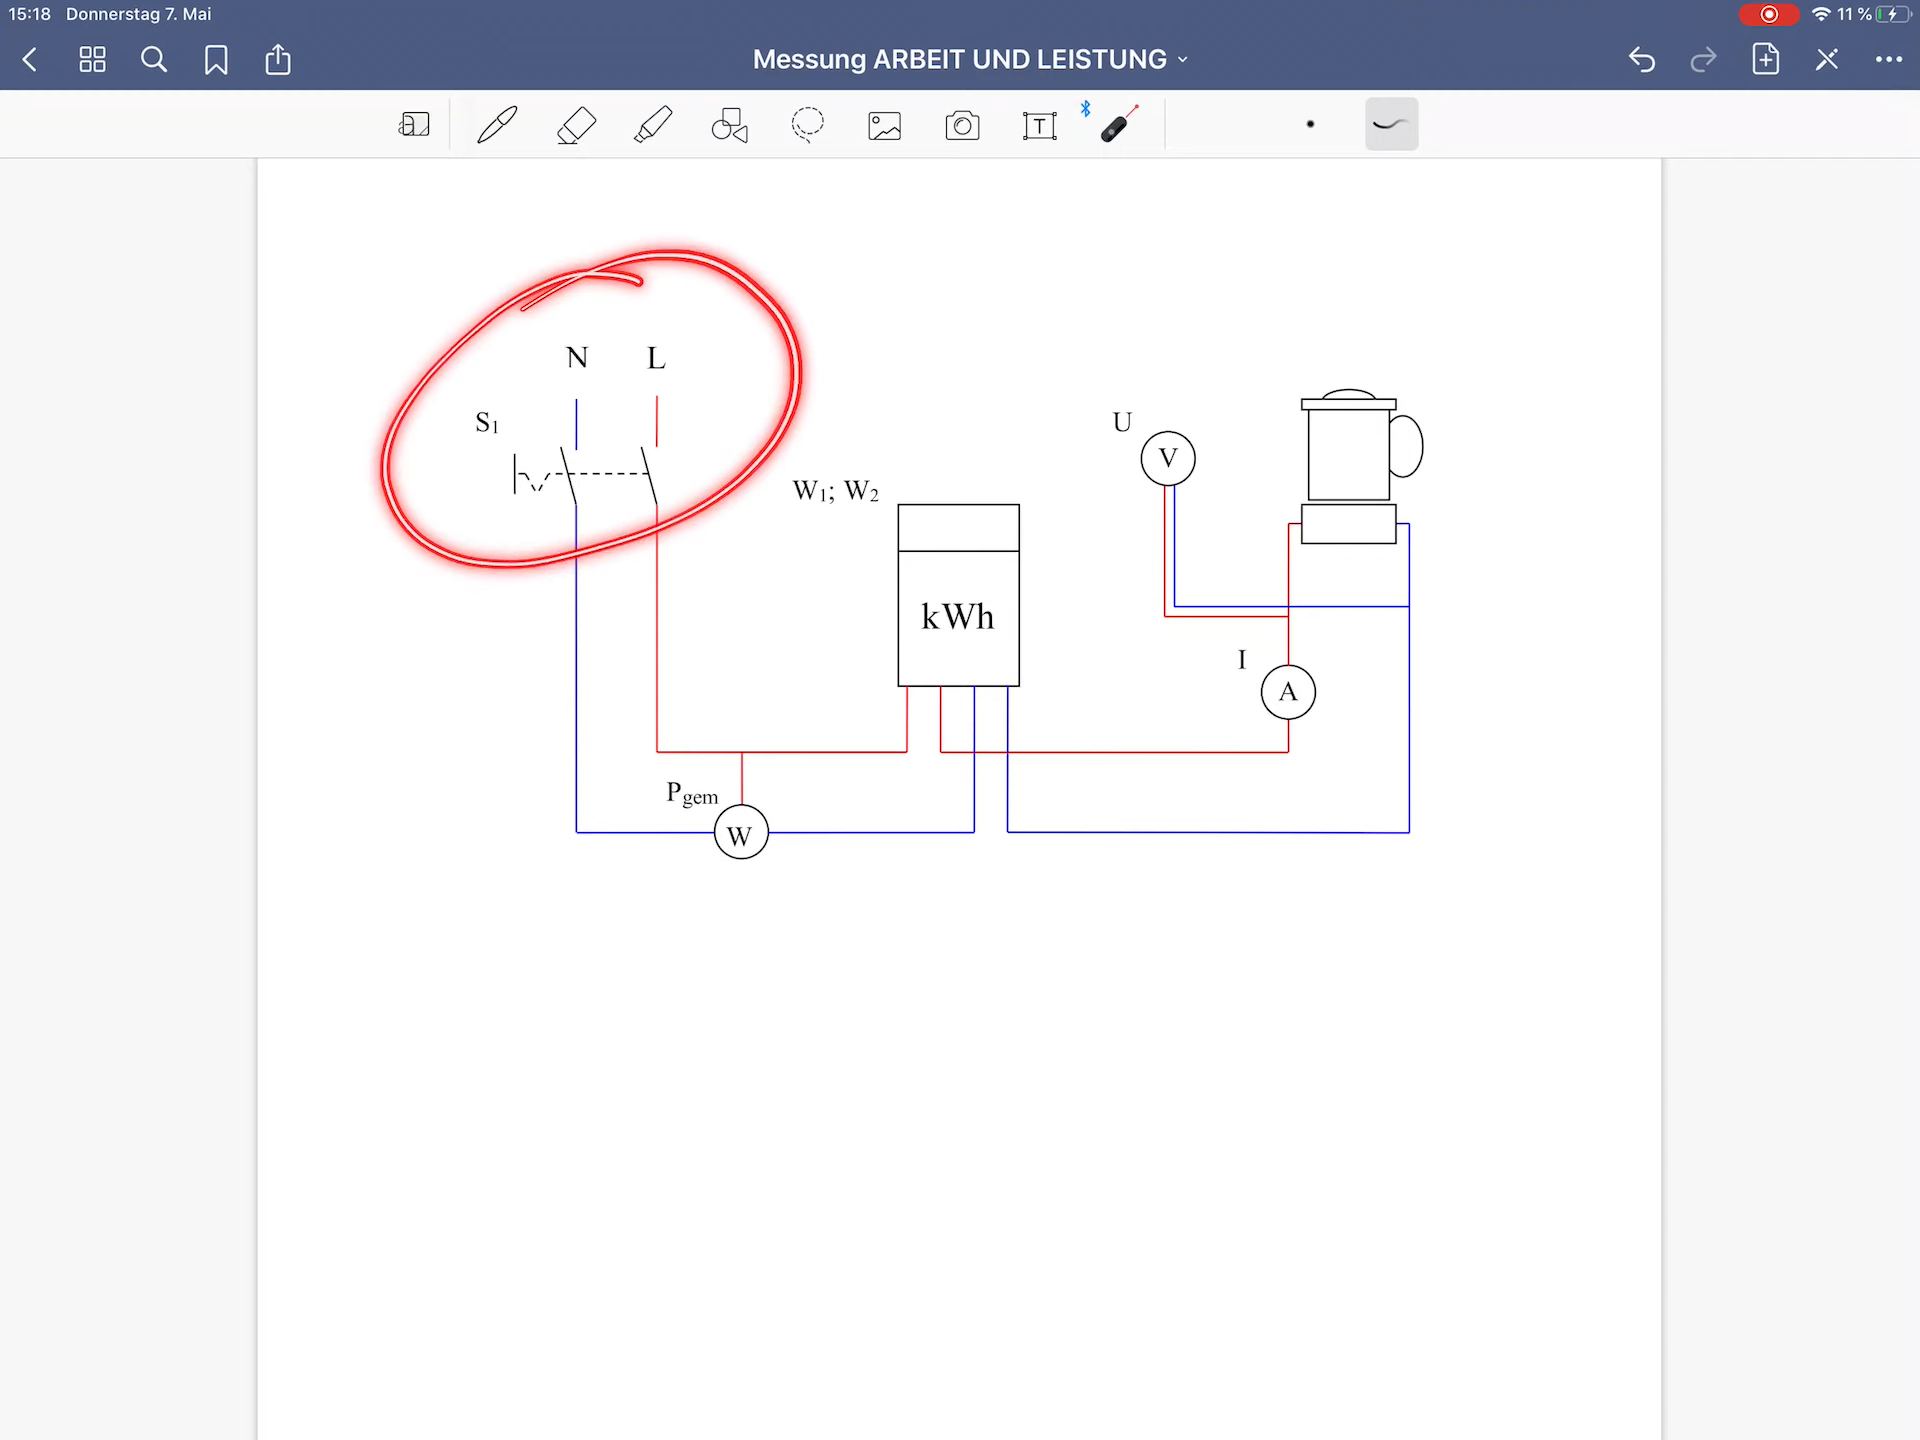 15:18 Donnerstag 7. Mai
11 %
Messung ARBEIT UND LEISTUNG
N L
S1
U
V
W1; W2
kWh
I
A
Pgem
W